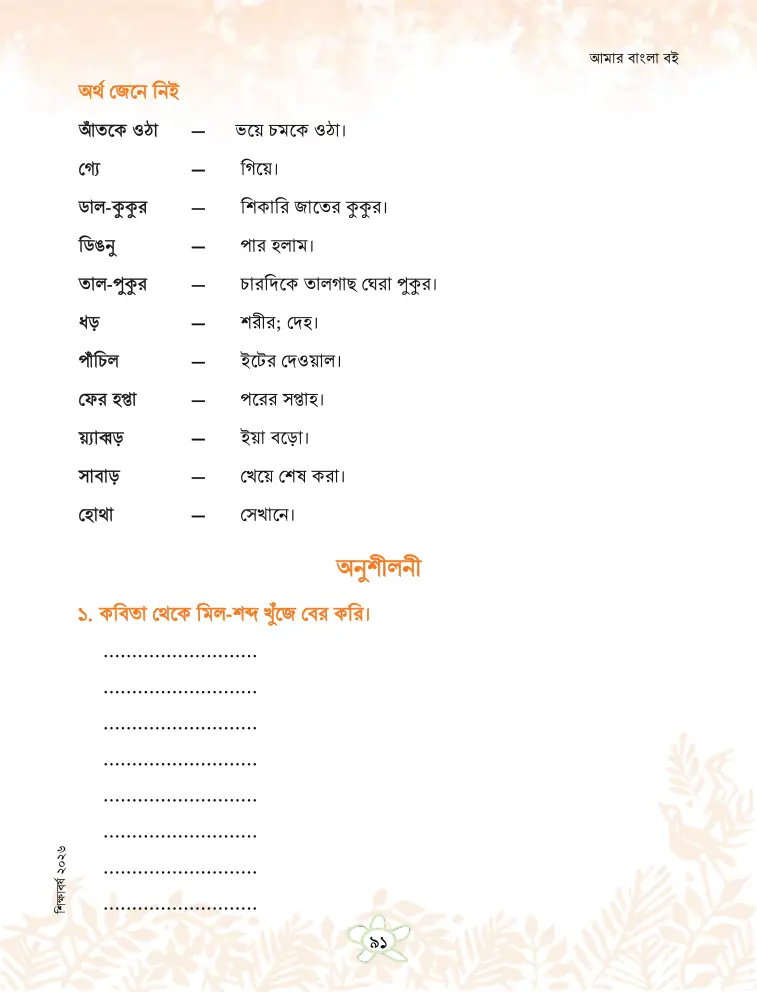 আমার বাংলা বই
অর্থ জেনে নিই
আঁতকে ওঠা — ভয়ে চমকে ওঠা।
গ্যে — গিয়ে।
ডাল-কুকুর — শিকারি জাতের কুকুর।
ডিঙনু — পার হলাম।
তাল-পুকুর — চারদিকে তালগাছ ঘেরা পুকুর।
ধড় — শরীর; দেহ।
পাঁচিল — ইটের দেওয়াল।
ফের হপ্তা — পরের সপ্তাহ।
য়্যাব্বড় — ইয়া বড়ো।
সাবাড় — খেয়ে শেষ করা।
হোথা — সেখানে।
অনুশীলনী
১. কবিতা থেকে মিল-শব্দ খুঁজে বের করি।
...........................
...........................
...........................
...........................
...........................
...........................
...........................
...........................
শিক্ষাবর্ষ ২০২৬
৯১